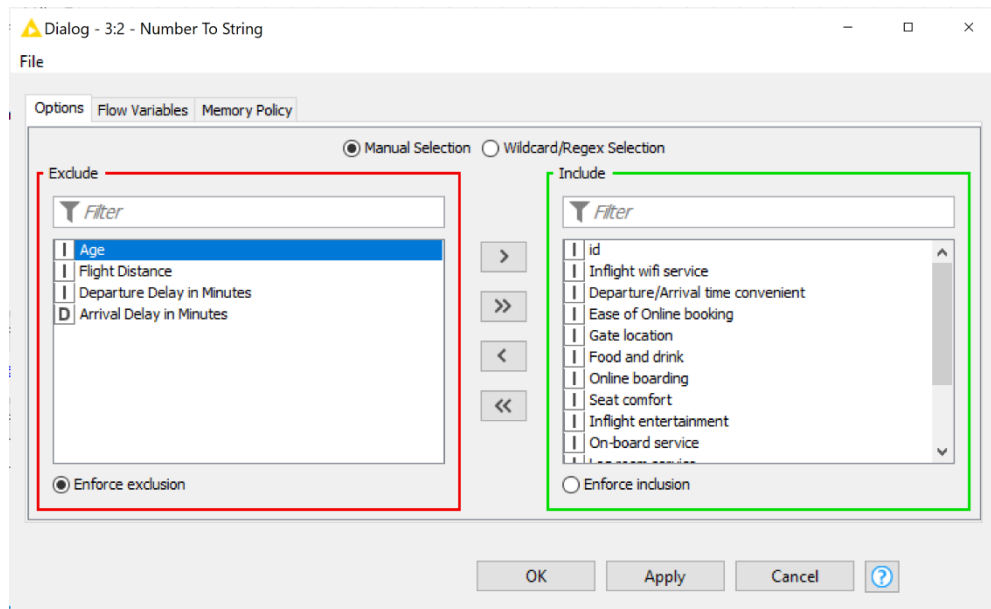 Dialog - 3:2 - Number To String
File
Options Flow Variables Memory Policy
Manual Selection Wildcard/Regex Selection
Exclude
Filter
I Age
I Flight Distance
I Departure Delay in Minutes
D Arrival Delay in Minutes
Enforce exclusion
>
>>
<
<<
Include
Filter
I id
I Inflight wifi service
I Departure/Arrival time convenient
I Ease of Online booking
I Gate location
I Food and drink
I Online boarding
I Seat comfort
I Inflight entertainment
I On-board service
Enforce inclusion
OK Apply Cancel ?